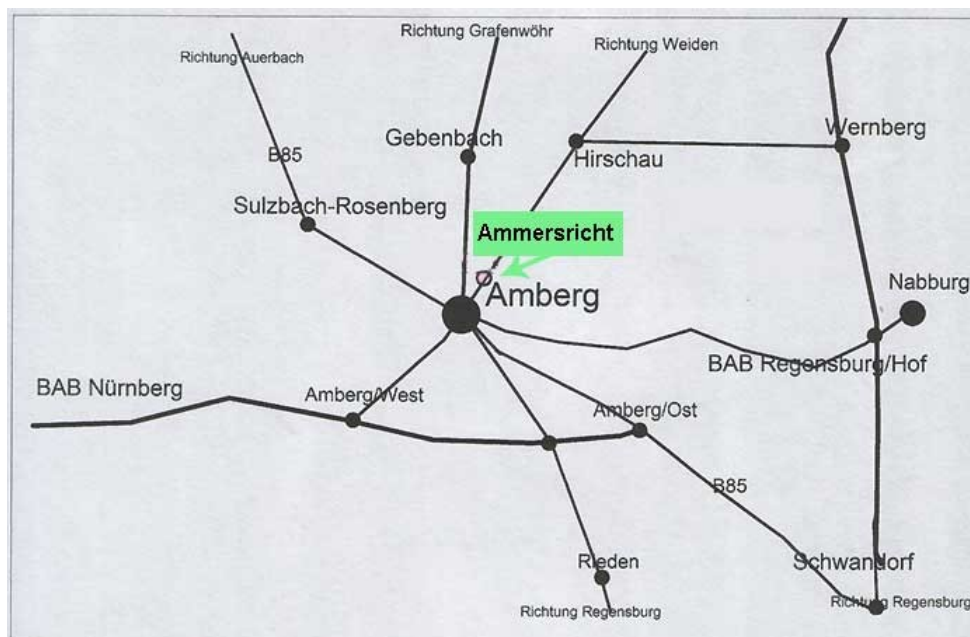 Richtung Grafenwöhr
Richtung Weiden
Richtung Auerbach
Gebenbach
Wernberg
B85
Hirschau
Sulzbach-Rosenberg
Ammersricht
Amberg
Nabburg
BAB Regensburg/Hof
BAB Nürnberg
Amberg/West
Amberg/Ost
B85
Rieden
Schwandorf
Richtung Regensburg
Richtung Regensburg